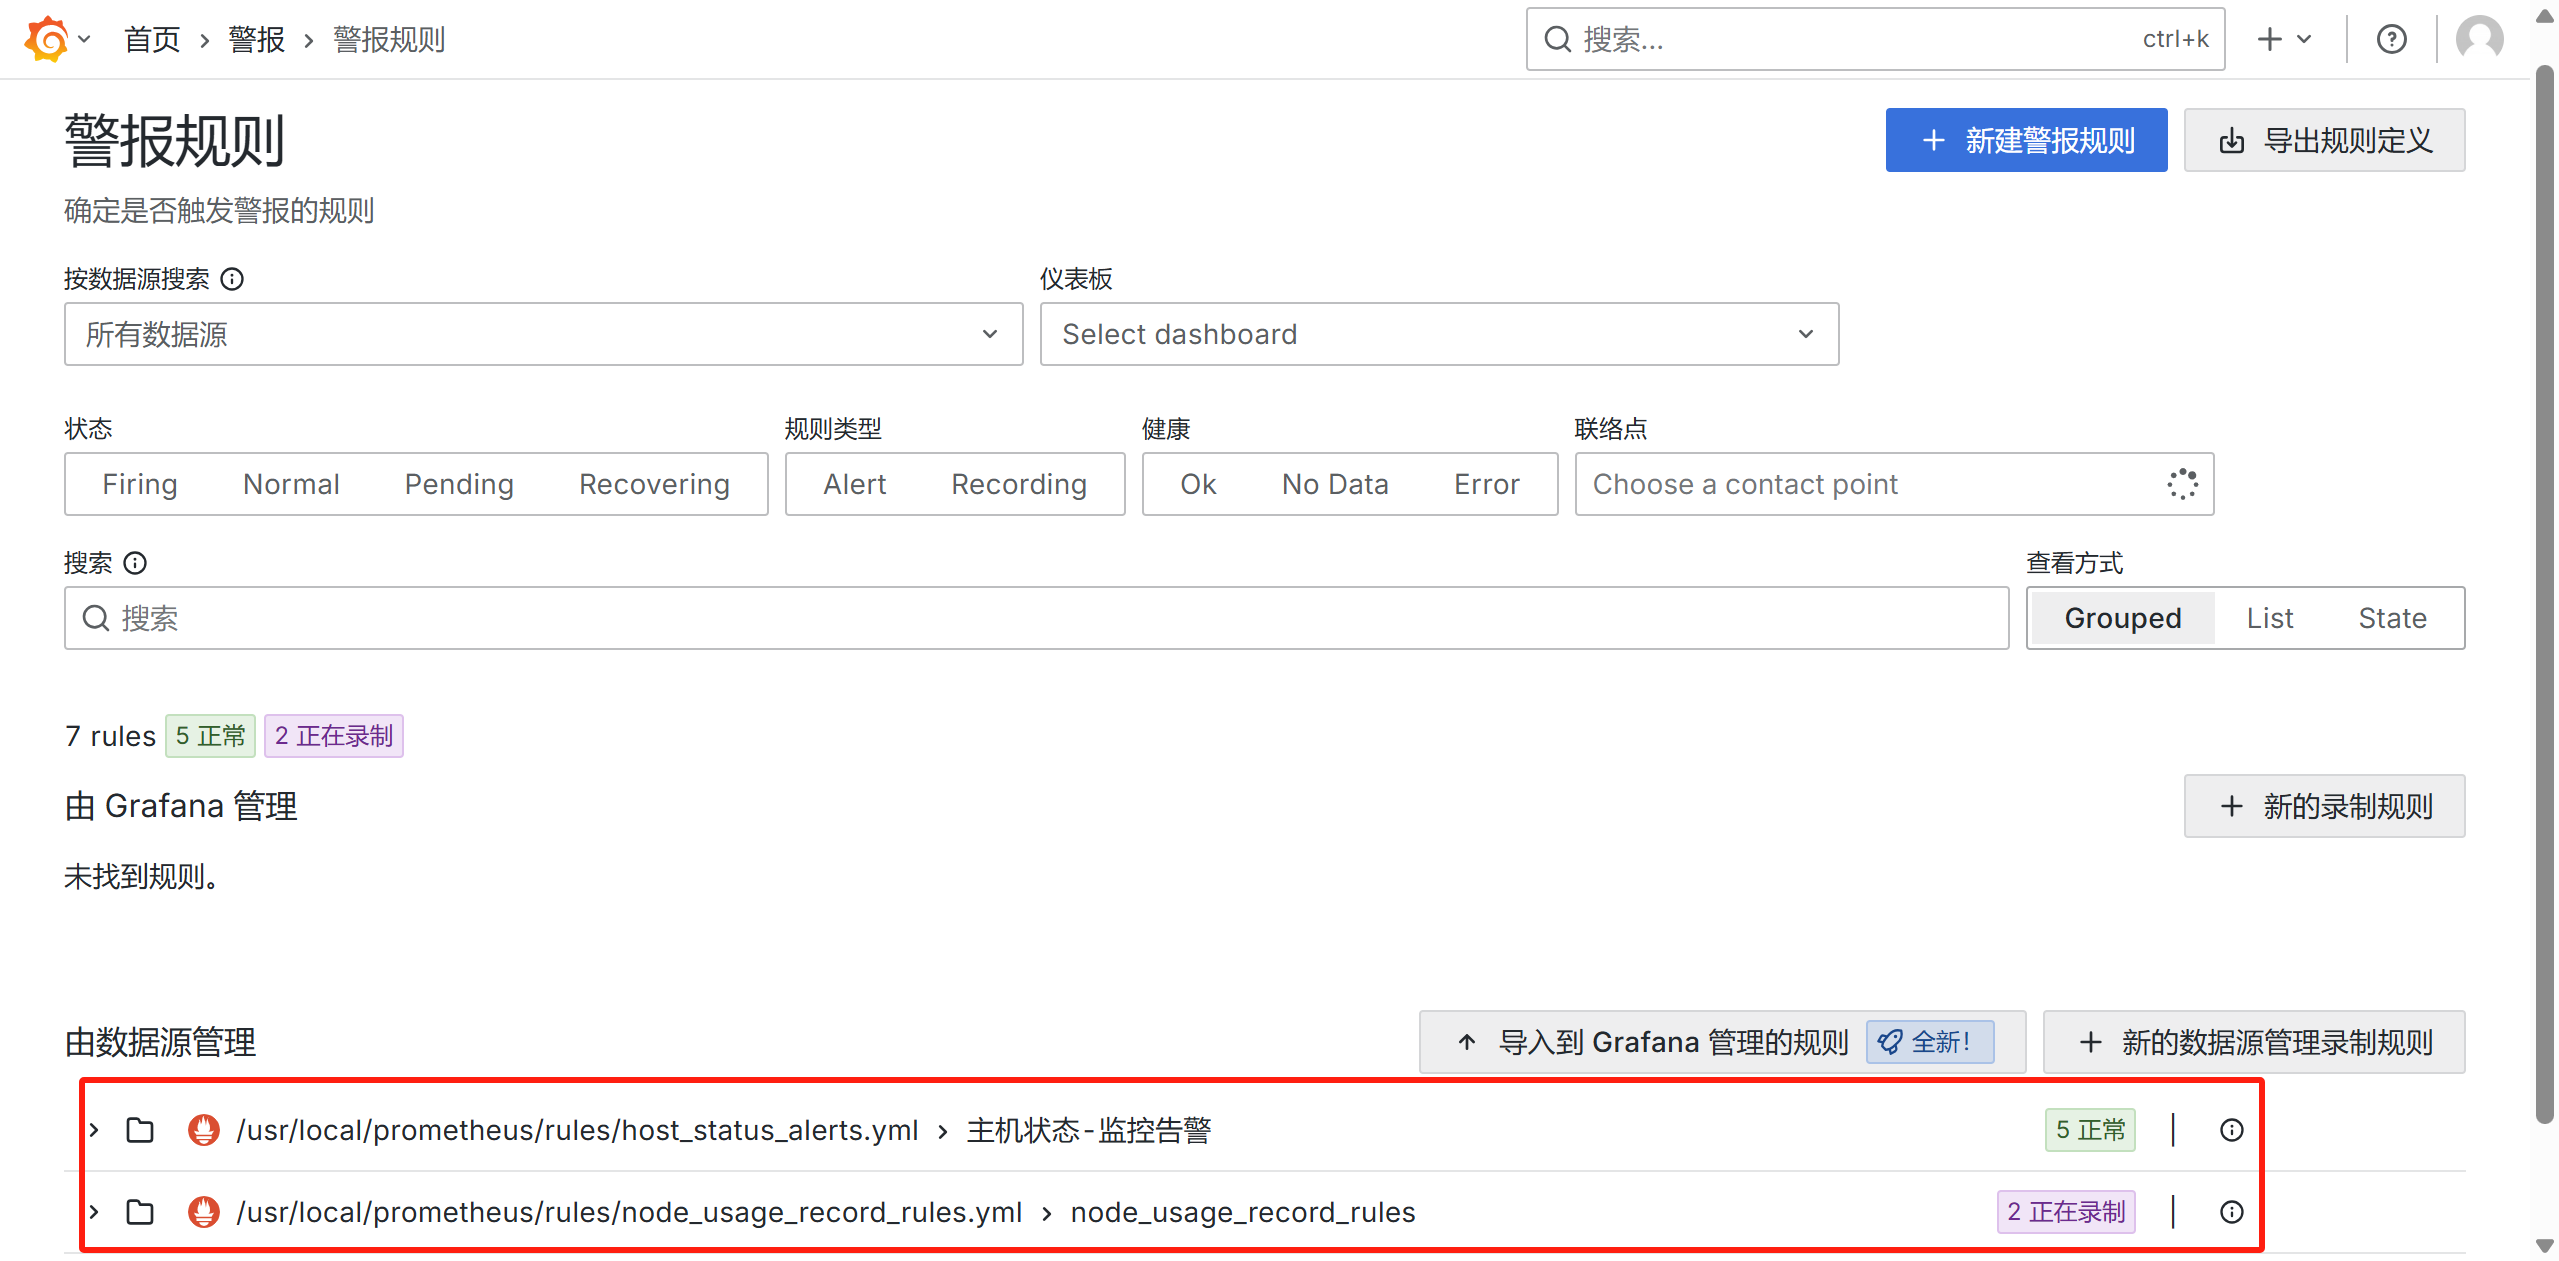 首页 > 警报 > 警报规则
搜索... ctrl+k
警报规则
+ 新建警报规则
导出规则定义
确定是否触发警报的规则
按数据源搜索
仪表板
所有数据源
Select dashboard
状态
规则类型
健康
联络点
Firing Normal Pending Recovering
Alert Recording
Ok No Data Error
Choose a contact point
搜索
查看方式
搜索
Grouped List State
7 rules 5 正常 2 正在录制
由 Grafana 管理
+ 新的录制规则
未找到规则。
由数据源管理
导入到 Grafana 管理的规则 全新!
+ 新的数据源管理录制规则
/usr/local/prometheus/rules/host_status_alerts.yml > 主机状态-监控告警 5 正常
/usr/local/prometheus/rules/node_usage_record_rules.yml > node_usage_record_rules 2 正在录制